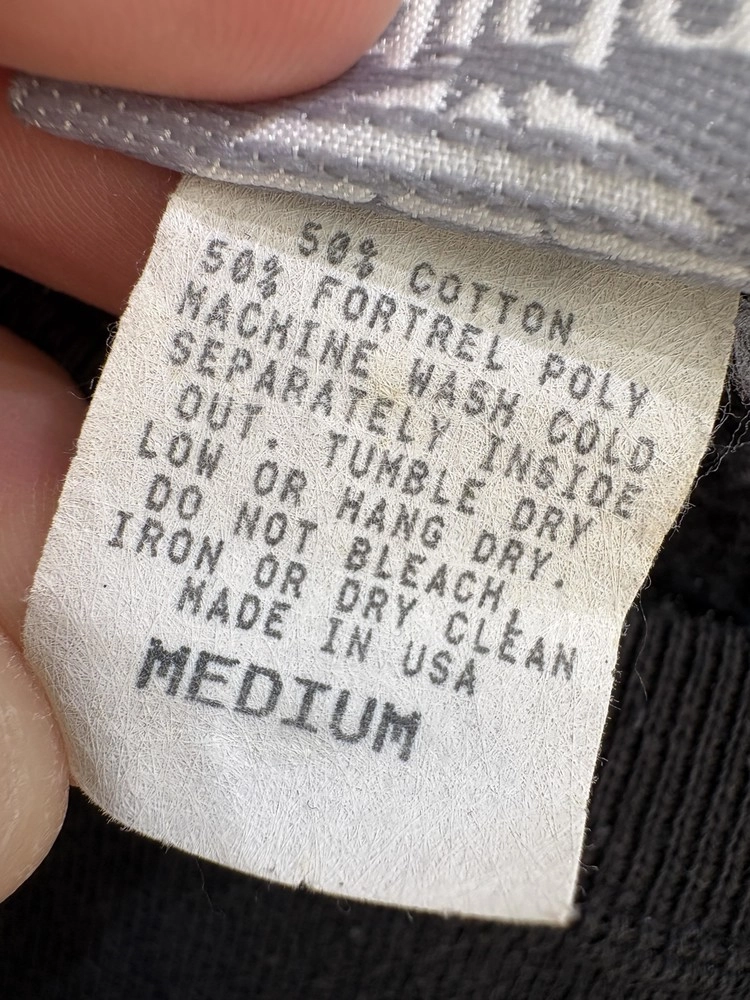 50% COTTON
50% FORTREL POLY
MACHINE WASH COLD
SEPARATELY INSIDE
OUT. TUMBLE DRY
LOW OR HANG DRY.
DO NOT BLEACH,
IRON OR DRY CLEAN
MADE IN USA
MEDIUM